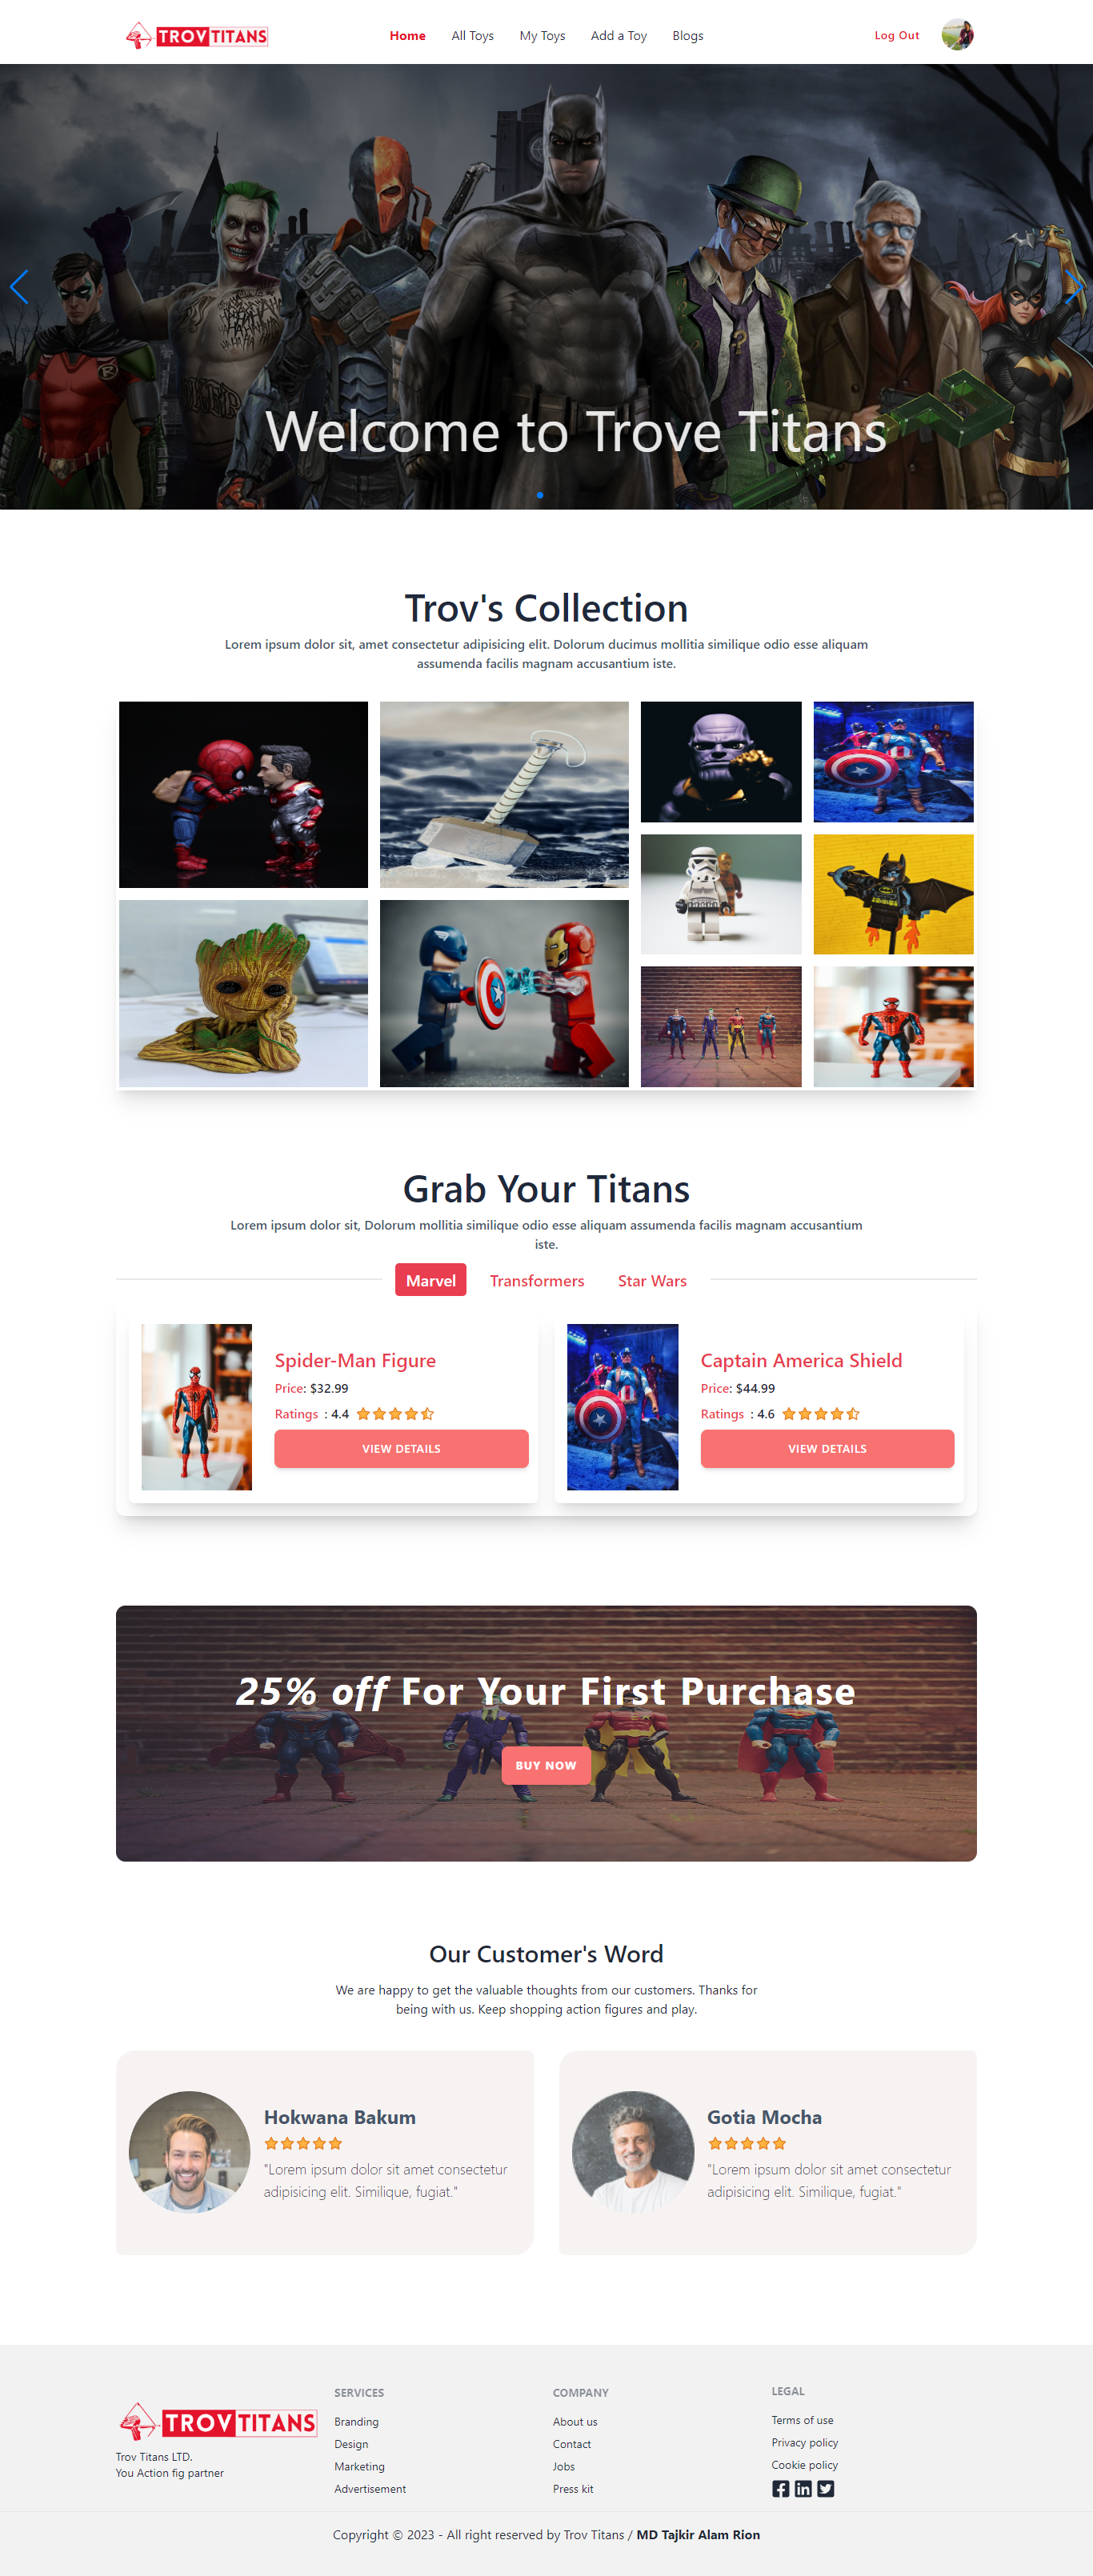 TROVTITANS
Home All Toys My Toys Add a Toy Blogs
Log Out
HAHAHA
Welcome to Trove Titans
Trov's Collection
Lorem ipsum dolor sit, amet consectetur adipisicing elit. Dolorum ducimus mollitia similique odio esse aliquam
assumenda facilis magnam accusantium iste.
Grab Your Titans
Lorem ipsum dolor sit, Dolorum mollitia similique odio esse aliquam assumenda facilis magnam accusantium
iste.
Marvel Transformers Star Wars
Spider-Man Figure
Price: $32.99
Ratings : 4.4
VIEW DETAILS
Captain America Shield
Price: $44.99
Ratings : 4.6
VIEW DETAILS
25% off For Your First Purchase
BUY NOW
Our Customer's Word
We are happy to get the valuable thoughts from our customers. Thanks for
being with us. Keep shopping action figures and play.
Hokwana Bakum
"Lorem ipsum dolor sit amet consectetur
adipisicing elit. Similique, fugiat."
Gotia Mocha
"Lorem ipsum dolor sit amet consectetur
adipisicing elit. Similique, fugiat."
TROVTITANS
Trov Titans LTD.
You Action fig partner
SERVICES
Branding
Design
Marketing
Advertisement
COMPANY
About us
Contact
Jobs
Press kit
LEGAL
Terms of use
Privacy policy
Cookie policy
Copyright © 2023 - All right reserved by Trov Titans / MD Tajkir Alam Rion